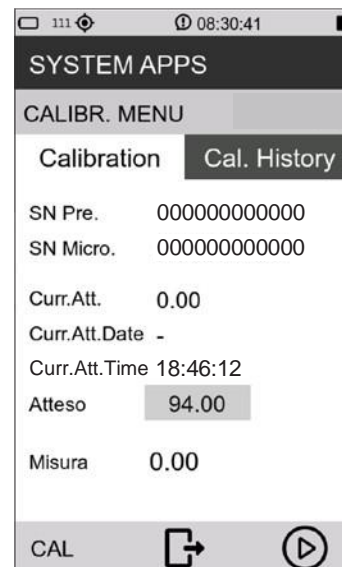 111 08:30:41
SYSTEM APPS
CALIBR. MENU
Calibration Cal. History
SN Pre. 000000000000
SN Micro. 000000000000
Curr.Att. 0.00
Curr.Att.Date -
Curr.Att.Time 18:46:12
Atteso 94.00
Misura 0.00
CAL